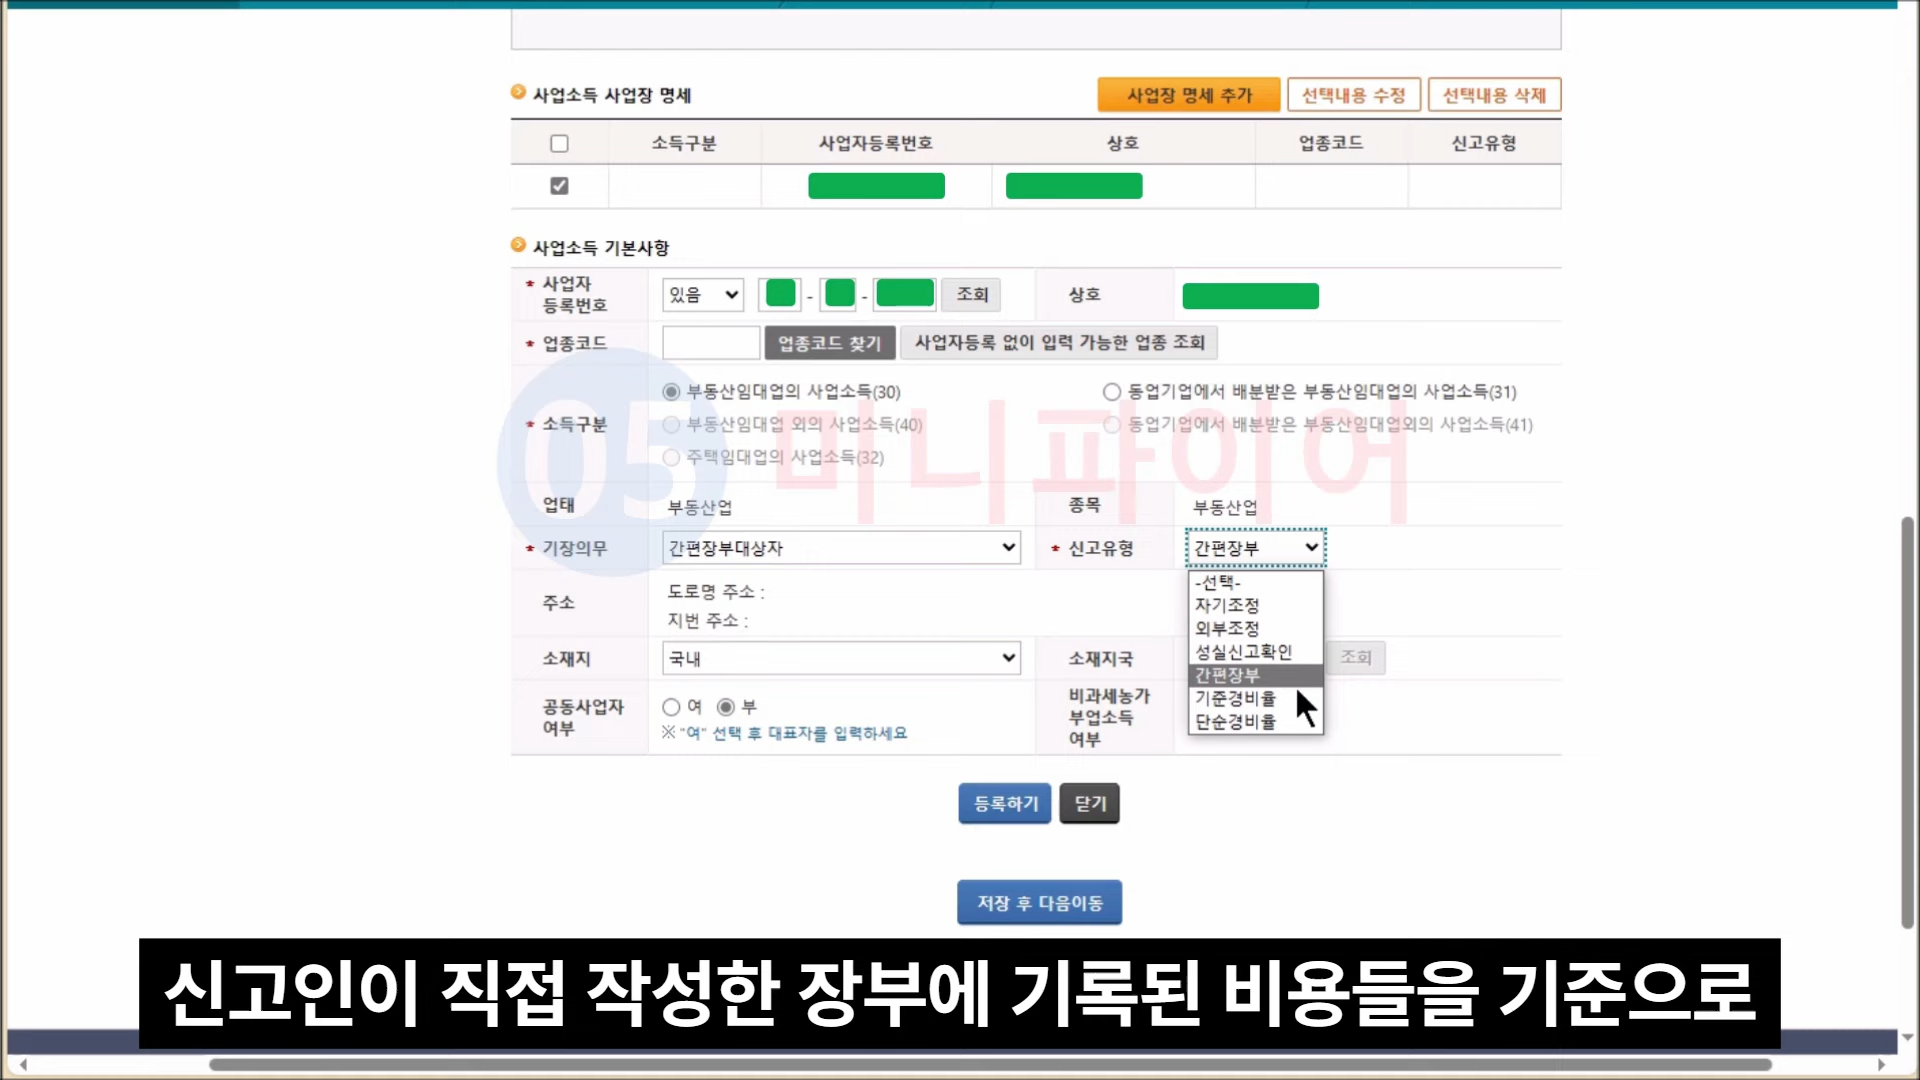 사업소득 사업장 명세
사업장 명세 추가 선택내용 수정 선택내용 삭제
소득구분 사업자등록번호 상호 업종코드 신고유형
사업소득 기본사항
* 사업자 등록번호 있음 - - 조회 상호
* 업종코드 업종코드 찾기 사업자등록 없이 입력 가능한 업종 조회
* 소득구분
부동산임대업의 사업소득(30) 동업기업에서 배분받은 부동산임대업의 사업소득(31)
부동산임대업 외의 사업소득(40) 동업기업에서 배분받은 부동산임대업외의 사업소득(41)
주택임대업의 사업소득(32)
05 미니파이어
업태 부동산업 종목 부동산업
* 기장의무 간편장부대상자 * 신고유형 간편장부
-선택-
자기조정
외부조정
성실신고확인
간편장부
기준경비율
단순경비율
주소 도로명 주소 :
지번 주소 :
소재지 국내 소재지국 조회
공동사업자 여부 여 부
※ "여" 선택 후 대표자를 입력하세요
비과세농가
부업소득
여부
등록하기 닫기
저장 후 다음이동
신고인이 직접 작성한 장부에 기록된 비용들을 기준으로